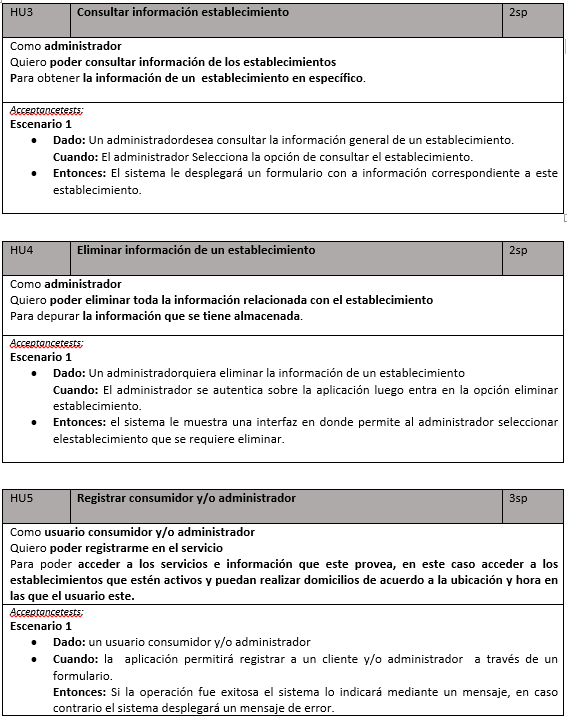 HU3 Consultar información establecimiento 2sp
Como administrador
Quiero poder consultar información de los establecimientos
Para obtener la información de un establecimiento en específico.
Acceptancetests:
Escenario 1
• Dado: Un administradordesea consultar la información general de un establecimiento.
Cuando: El administrador Selecciona la opción de consultar el establecimiento.
• Entonces: El sistema le desplegará un formulario con a información correspondiente a este
establecimiento.
HU4 Eliminar información de un establecimiento 2sp
Como administrador
Quiero poder eliminar toda la información relacionada con el establecimiento
Para depurar la información que se tiene almacenada.
Acceptancetests:
Escenario 1
• Dado: Un administradorquiera eliminar la información de un establecimiento
Cuando: El administrador se autentica sobre la aplicación luego entra en la opción eliminar
establecimiento.
• Entonces: el sistema le muestra una interfaz en donde permite al administrador seleccionar
elestablecimiento que se requiere eliminar.
HU5 Registrar consumidor y/o administrador 3sp
Como usuario consumidor y/o administrador
Quiero poder registrarme en el servicio
Para poder acceder a los servicios e información que este provea, en este caso acceder a los
establecimientos que estén activos y puedan realizar domicilios de acuerdo a la ubicación y hora en
las que el usuario este.
Acceptancetests:
Escenario 1
• Dado: un usuario consumidor y/o administrador
• Cuando: la aplicación permitirá registrar a un cliente y/o administrador a través de un
formulario.
Entonces: Si la operación fue exitosa el sistema lo indicará mediante un mensaje, en caso
contrario el sistema desplegará un mensaje de error.